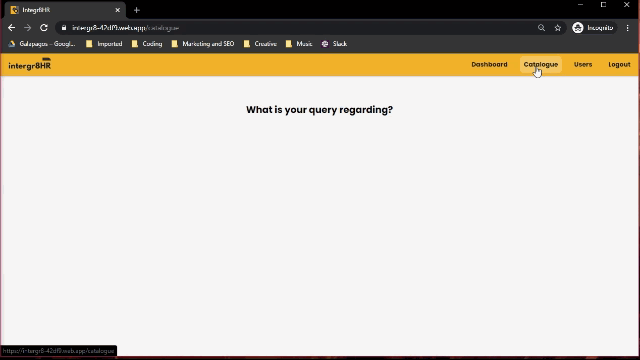 Intergr8HR
intergr8-42df9.web.app/catalogue
Incognito
Galapagos – Googl...
Imported
Coding
Marketing and SEO
Creative
Music
Slack
intergr8HR
Dashboard
Catalogue
Users
Logout
What is your query regarding?
https://intergr8-42df9.web.app/catalogue